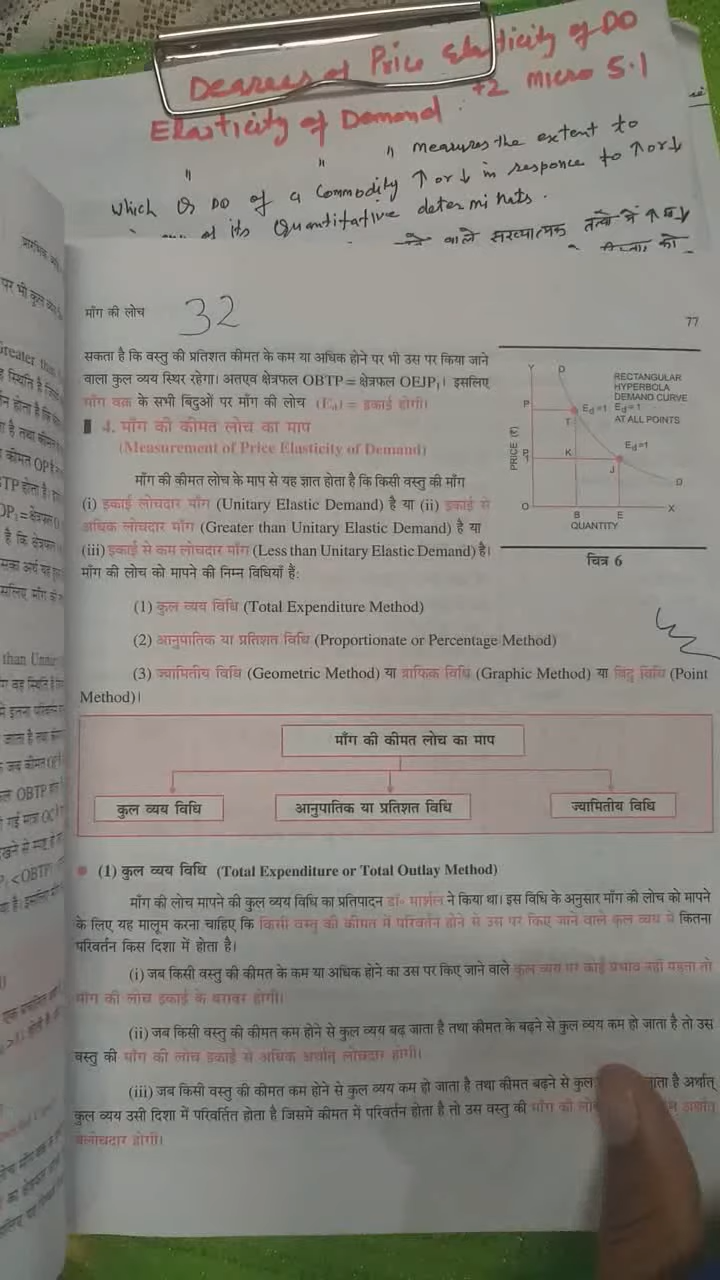 Degrees of Price Elasticity of DD
Elasticity of Demand +2 micro 5.1
" " " measures the extent to
which Q DD of a Commodity ↑ or ↓ in responce to ↑ or ↓
its Quantitative
वाले
माँग की लोच 32 77
सकता है कि वस्तु की प्रतिशत कीमत के कम या अधिक होने पर भी उस पर किया जाने
वाला कुल व्यय स्थिर रहेगा। अतएव क्षेत्रफल OBTP = क्षेत्रफल OEJP₁। इसलिए
माँग वक्र के सभी बिंदुओं पर माँग की लोच (Ed) = इकाई होगी।
4. माँग की कीमत लोच का माप
(Measurement of Price Elasticity of Demand)
माँग की कीमत लोच के माप से यह ज्ञात होता है कि किसी वस्तु की माँग
(i) इकाई लोचदार माँग (Unitary Elastic Demand) है या (ii) इकाई से
अधिक लोचदार माँग (Greater than Unitary Elastic Demand) है या
(iii) इकाई से कम लोचदार माँग (Less than Unitary Elastic Demand) है।
माँग की लोच को मापने की निम्न विधियाँ हैं:
Y D
RECTANGULAR
HYPERBOLA
DEMAND CURVE
Ed=1 Ed=1
AT ALL POINTS
P T
PRICE (₹)
Ed=1
P1 K J
D
O B E X
QUANTITY
चित्र 6
(1) कुल व्यय विधि (Total Expenditure Method)
(2) आनुपातिक या प्रतिशत विधि (Proportionate or Percentage Method)
(3) ज्यामितीय विधि (Geometric Method) या ग्राफिक विधि (Graphic Method) या बिंदु विधि (Point
Method)।
माँग की कीमत लोच का माप
कुल व्यय विधि आनुपातिक या प्रतिशत विधि ज्यामितीय विधि
(1) कुल व्यय विधि (Total Expenditure or Total Outlay Method)
माँग की लोच मापने की कुल व्यय विधि का प्रतिपादन डॉ॰ मार्शल ने किया था। इस विधि के अनुसार माँग की लोच को मापने
के लिए यह मालूम करना चाहिए कि किसी वस्तु की कीमत में परिवर्तन होने से उस पर किए जाने वाले कुल व्यय में कितना
परिवर्तन किस दिशा में होता है।
(i) जब किसी वस्तु की कीमत के कम या अधिक होने का उस पर किए जाने वाले कुल व्यय पर कोई प्रभाव नहीं पड़ता तो
माँग की लोच इकाई के बराबर होगी।
(ii) जब किसी वस्तु की कीमत कम होने से कुल व्यय बढ़ जाता है तथा कीमत के बढ़ने से कुल व्यय कम हो जाता है तो उस
वस्तु की माँग की लोच इकाई से अधिक अर्थात् लोचदार होगी।
(iii) जब किसी वस्तु की कीमत कम होने से कुल व्यय कम हो जाता है तथा कीमत बढ़ने से कुल जाता है अर्थात्
कुल व्यय उसी दिशा में परिवर्तित होता है जिसमें कीमत में परिवर्तन होता है तो उस वस्तु की माँग की अर्थात्
बेलोचदार होगी।